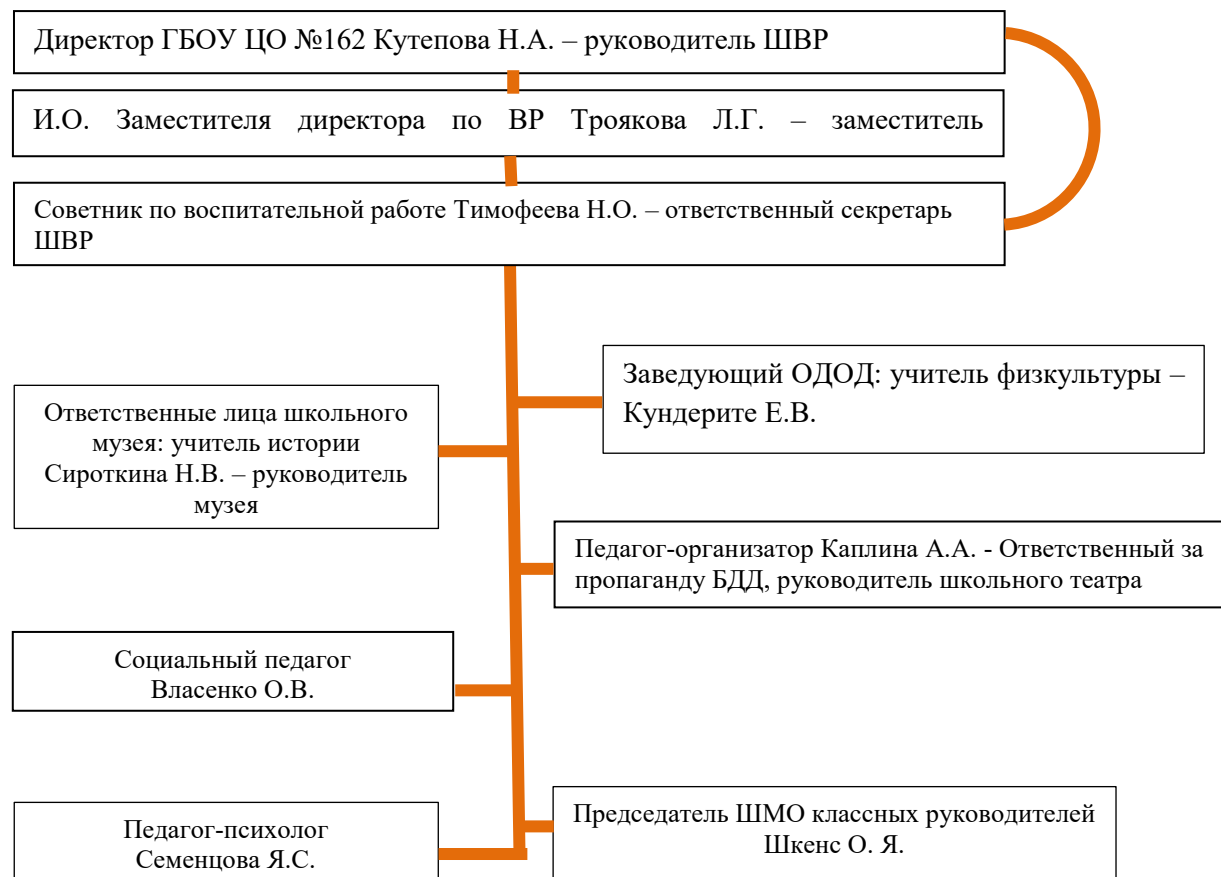 Директор ГБОУ ЦО №162 Кутепова Н.А. – руководитель ШВР
И.О. Заместителя директора по ВР Троякова Л.Г. – заместитель
Советник по воспитательной работе Тимофеева Н.О. – ответственный секретарь
ШВР
Заведующий ОДОД: учитель физкультуры –
Кундерите Е.В.
Ответственные лица школьного
музея: учитель истории
Сироткина Н.В. – руководитель
музея
Педагог-организатор Каплина А.А. - Ответственный за
пропаганду БДД, руководитель школьного театра
Социальный педагог
Власенко О.В.
Председатель ШМО классных руководителей
Шкенс О. Я.
Педагог-психолог
Семенцова Я.С.